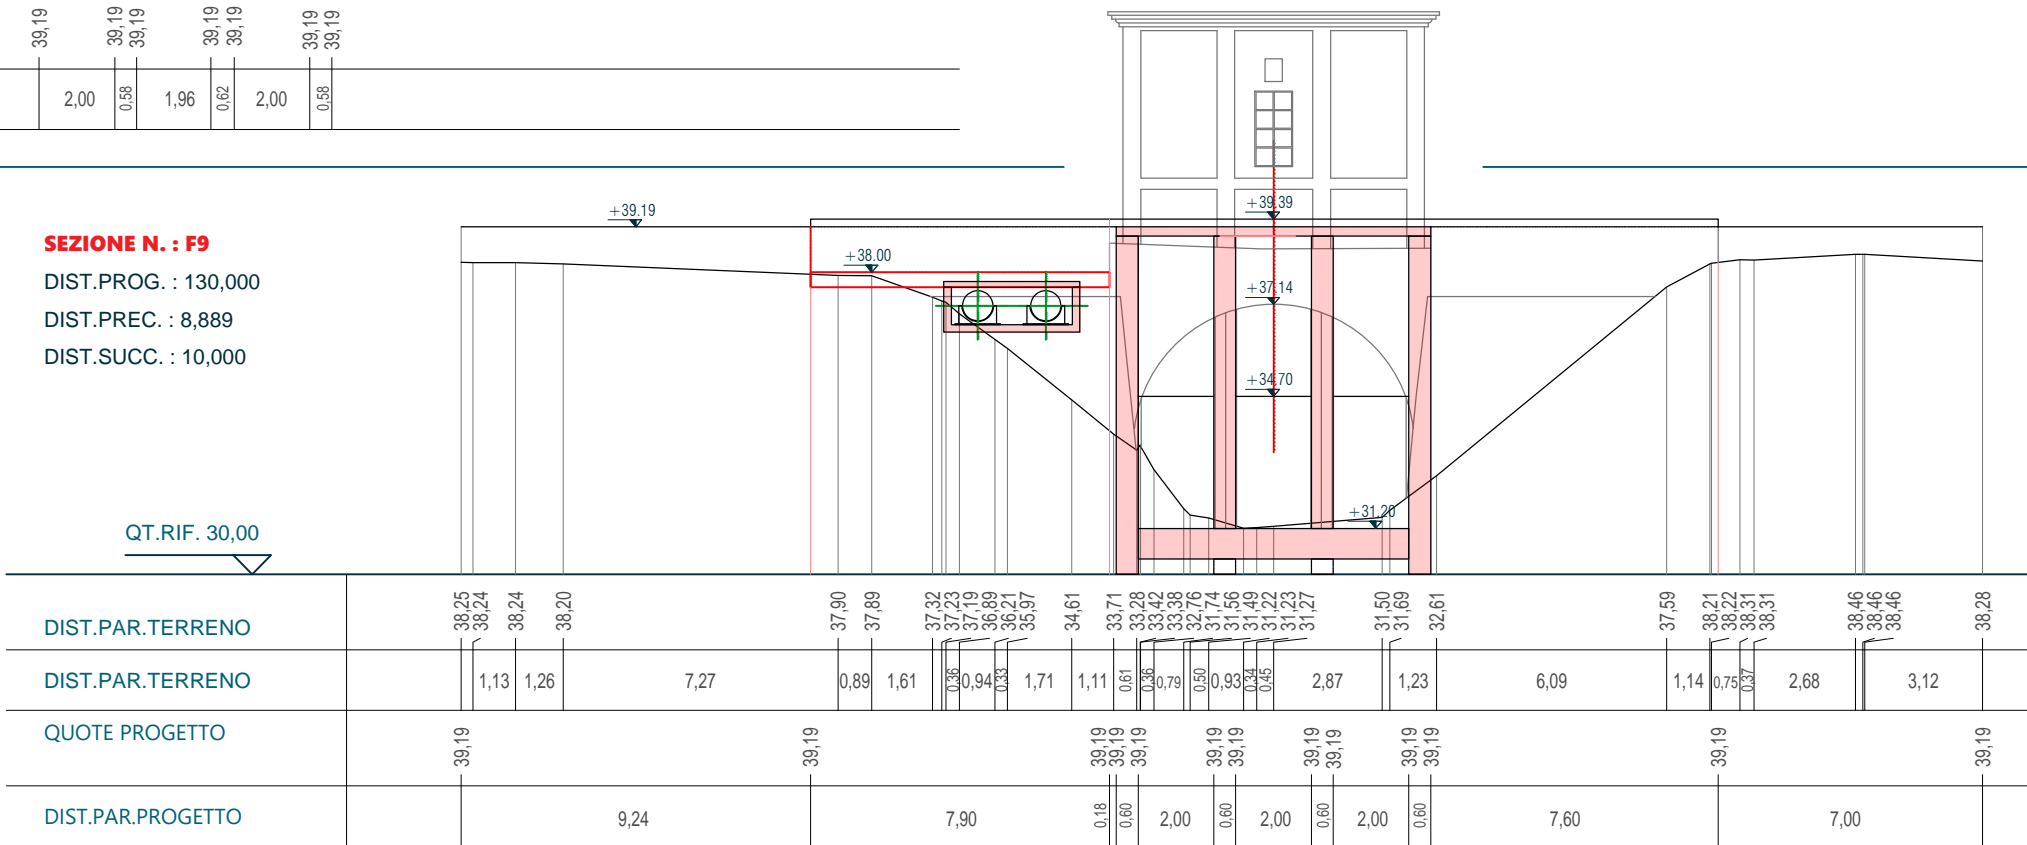 39,19 39,19 39,19 39,19 39,19 39,19 39,19
2,00 0,58 1,96 0,62 2,00 0,58
+39.19
+39.39
SEZIONE N. : F9
+38.00
DIST.PROG. : 130,000
+37.14
DIST.PREC. : 8,889
DIST.SUCC. : 10,000
+34.70
+31.20
QT.RIF. 30,00
DIST.PAR.TERRENO 38,25 38,24 38,24 38,20 37,90 37,89 37,32 37,23 37,19 36,89 36,21 35,97 34,61 33,71 33,28 33,42 33,38 32,76 31,74 31,56 31,49 31,22 31,23 31,27 31,50 31,69 32,61 37,59 38,21 38,22 38,31 38,31 38,46 38,46 38,46 38,28
DIST.PAR.TERRENO 1,13 1,26 7,27 0,89 1,61 0,36 0,94 0,33 1,71 1,11 0,61 0,36 0,79 0,50 0,93 0,34 0,45 2,87 1,23 6,09 1,14 0,75 0,37 2,68 3,12
QUOTE PROGETTO 39,19 39,19 39,19 39,19 39,19 39,19 39,19 39,19 39,19 39,19 39,19 39,19 39,19
DIST.PAR.PROGETTO 9,24 7,90 0,18 0,60 2,00 0,60 2,00 0,60 2,00 0,60 7,60 7,00